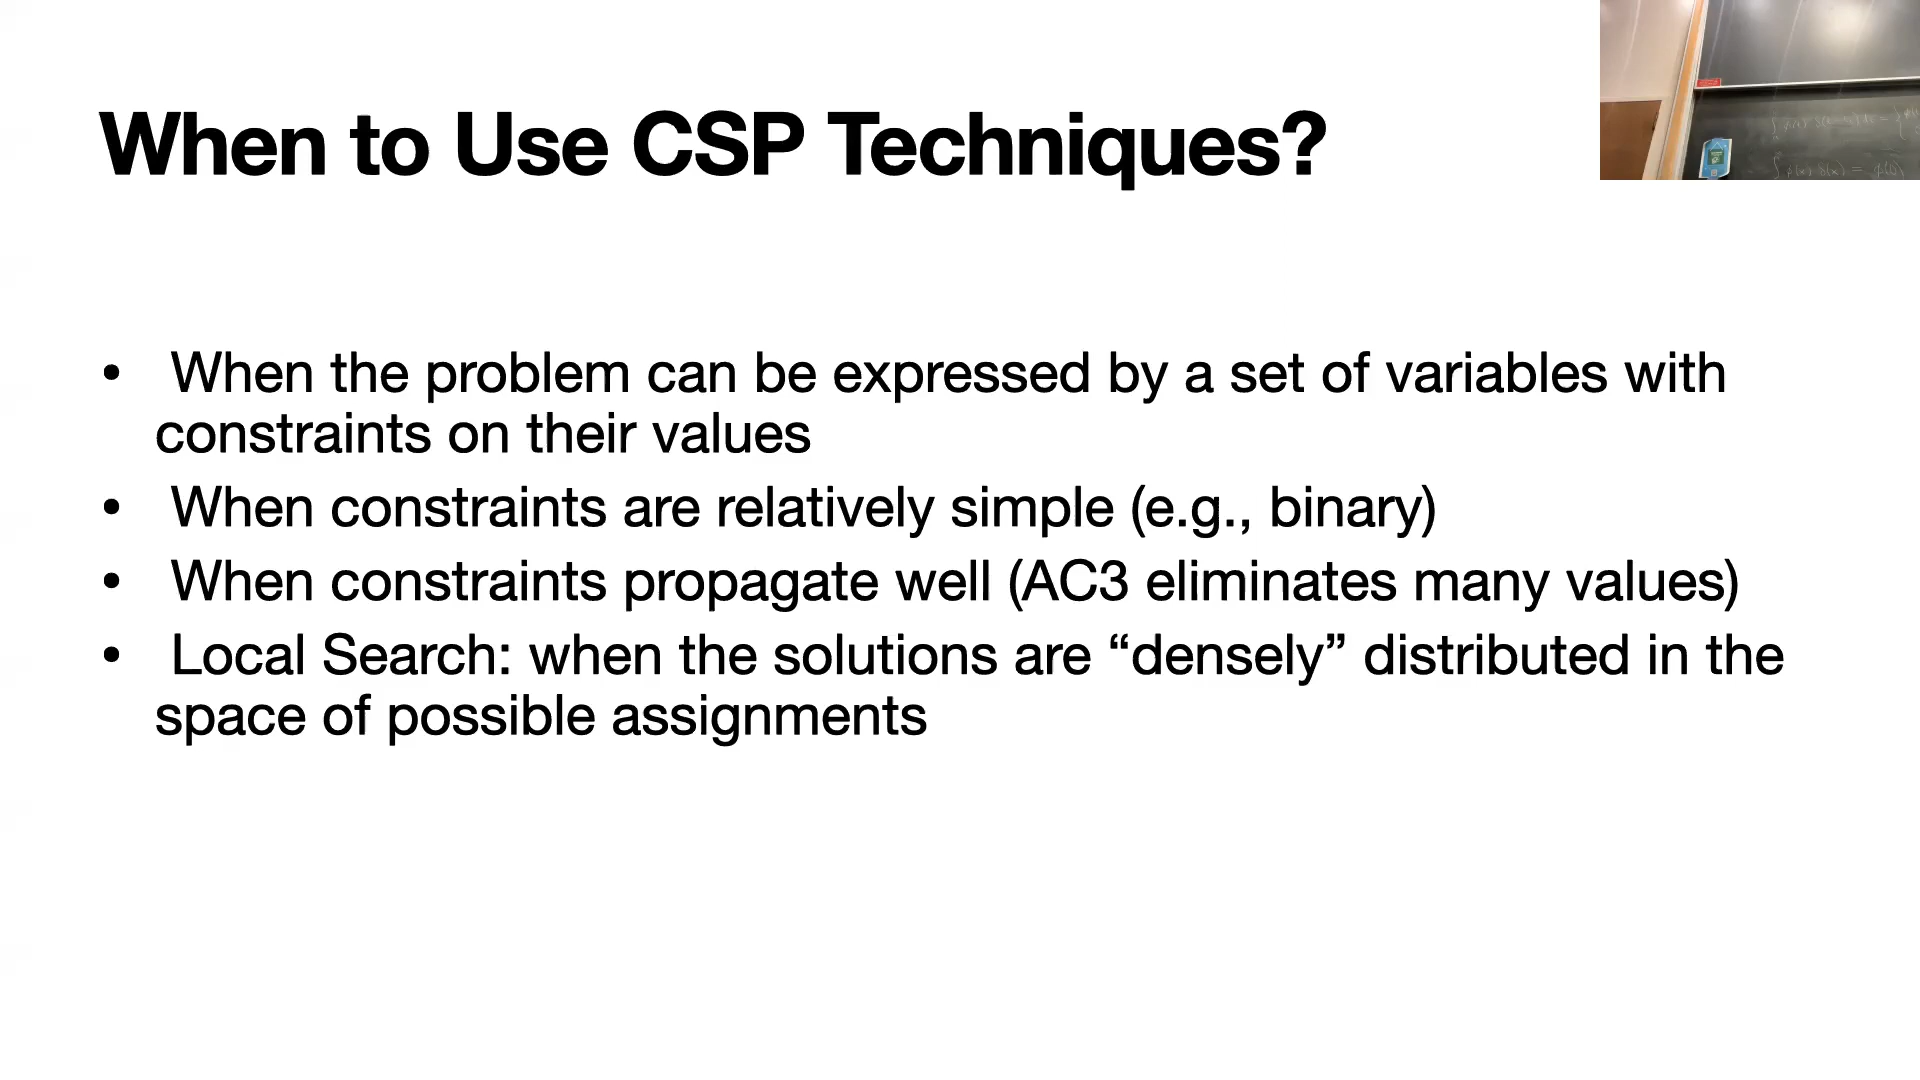 When to Use CSP Techniques?
• When the problem can be expressed by a set of variables with
constraints on their values
• When constraints are relatively simple (e.g., binary)
• When constraints propagate well (AC3 eliminates many values)
• Local Search: when the solutions are “densely” distributed in the
space of possible assignments